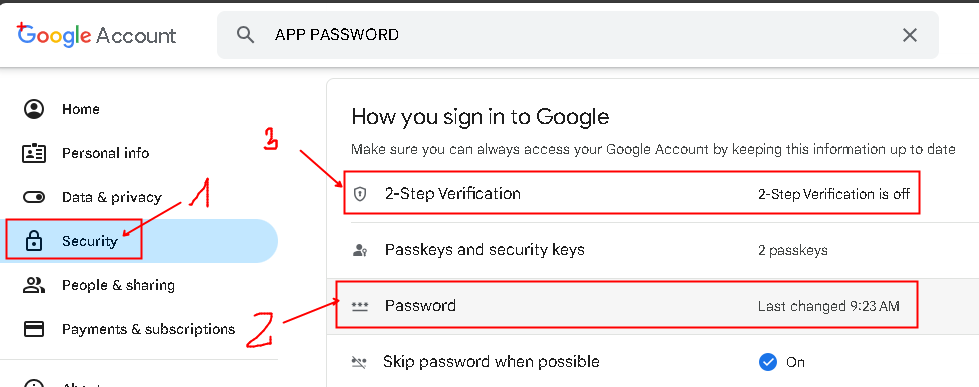 Google Account
APP PASSWORD
Home
Personal info
Data & privacy
1
Security
People & sharing
Payments & subscriptions
How you sign in to Google
Make sure you can always access your Google Account by keeping this information up to date
3
2-Step Verification 2-Step Verification is off
Passkeys and security keys 2 passkeys
2
Password Last changed 9:23 AM
Skip password when possible On